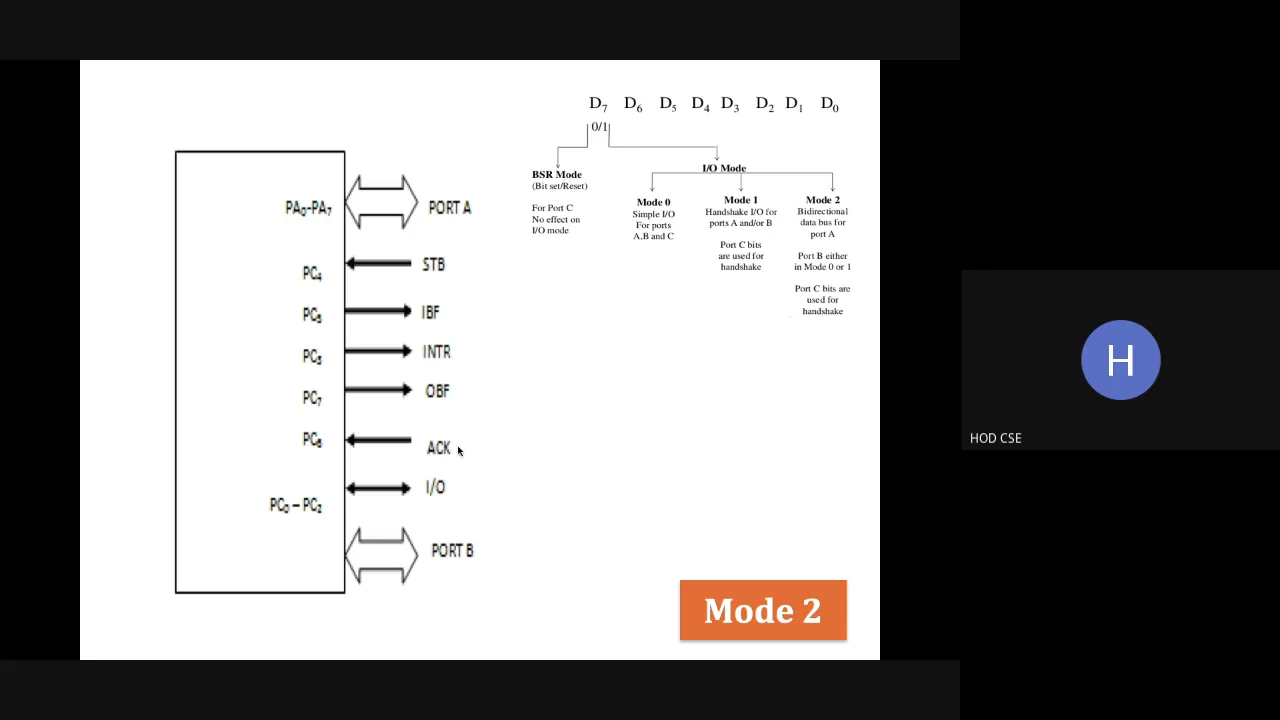 D7 D6 D5 D4 D3 D2 D1 D0
0/1
BSR Mode
(Bit set/Reset)
For Port C
No effect on
I/O mode
I/O Mode
Mode 0
Simple I/O
For ports
A,B and C
Mode 1
Handshake I/O for
ports A and/or B
Port C bits
are used for
handshake
Mode 2
Bidirectional
data bus for
port A
Port B either
in Mode 0 or 1
Port C bits are
used for
handshake
PA0-PA7 PORT A
PC4 STB
PC5 IBF
PC3 INTR
PC7 OBF
PC6 ACK
PC0 – PC2 I/O
PORT B
Mode 2
H
HOD CSE